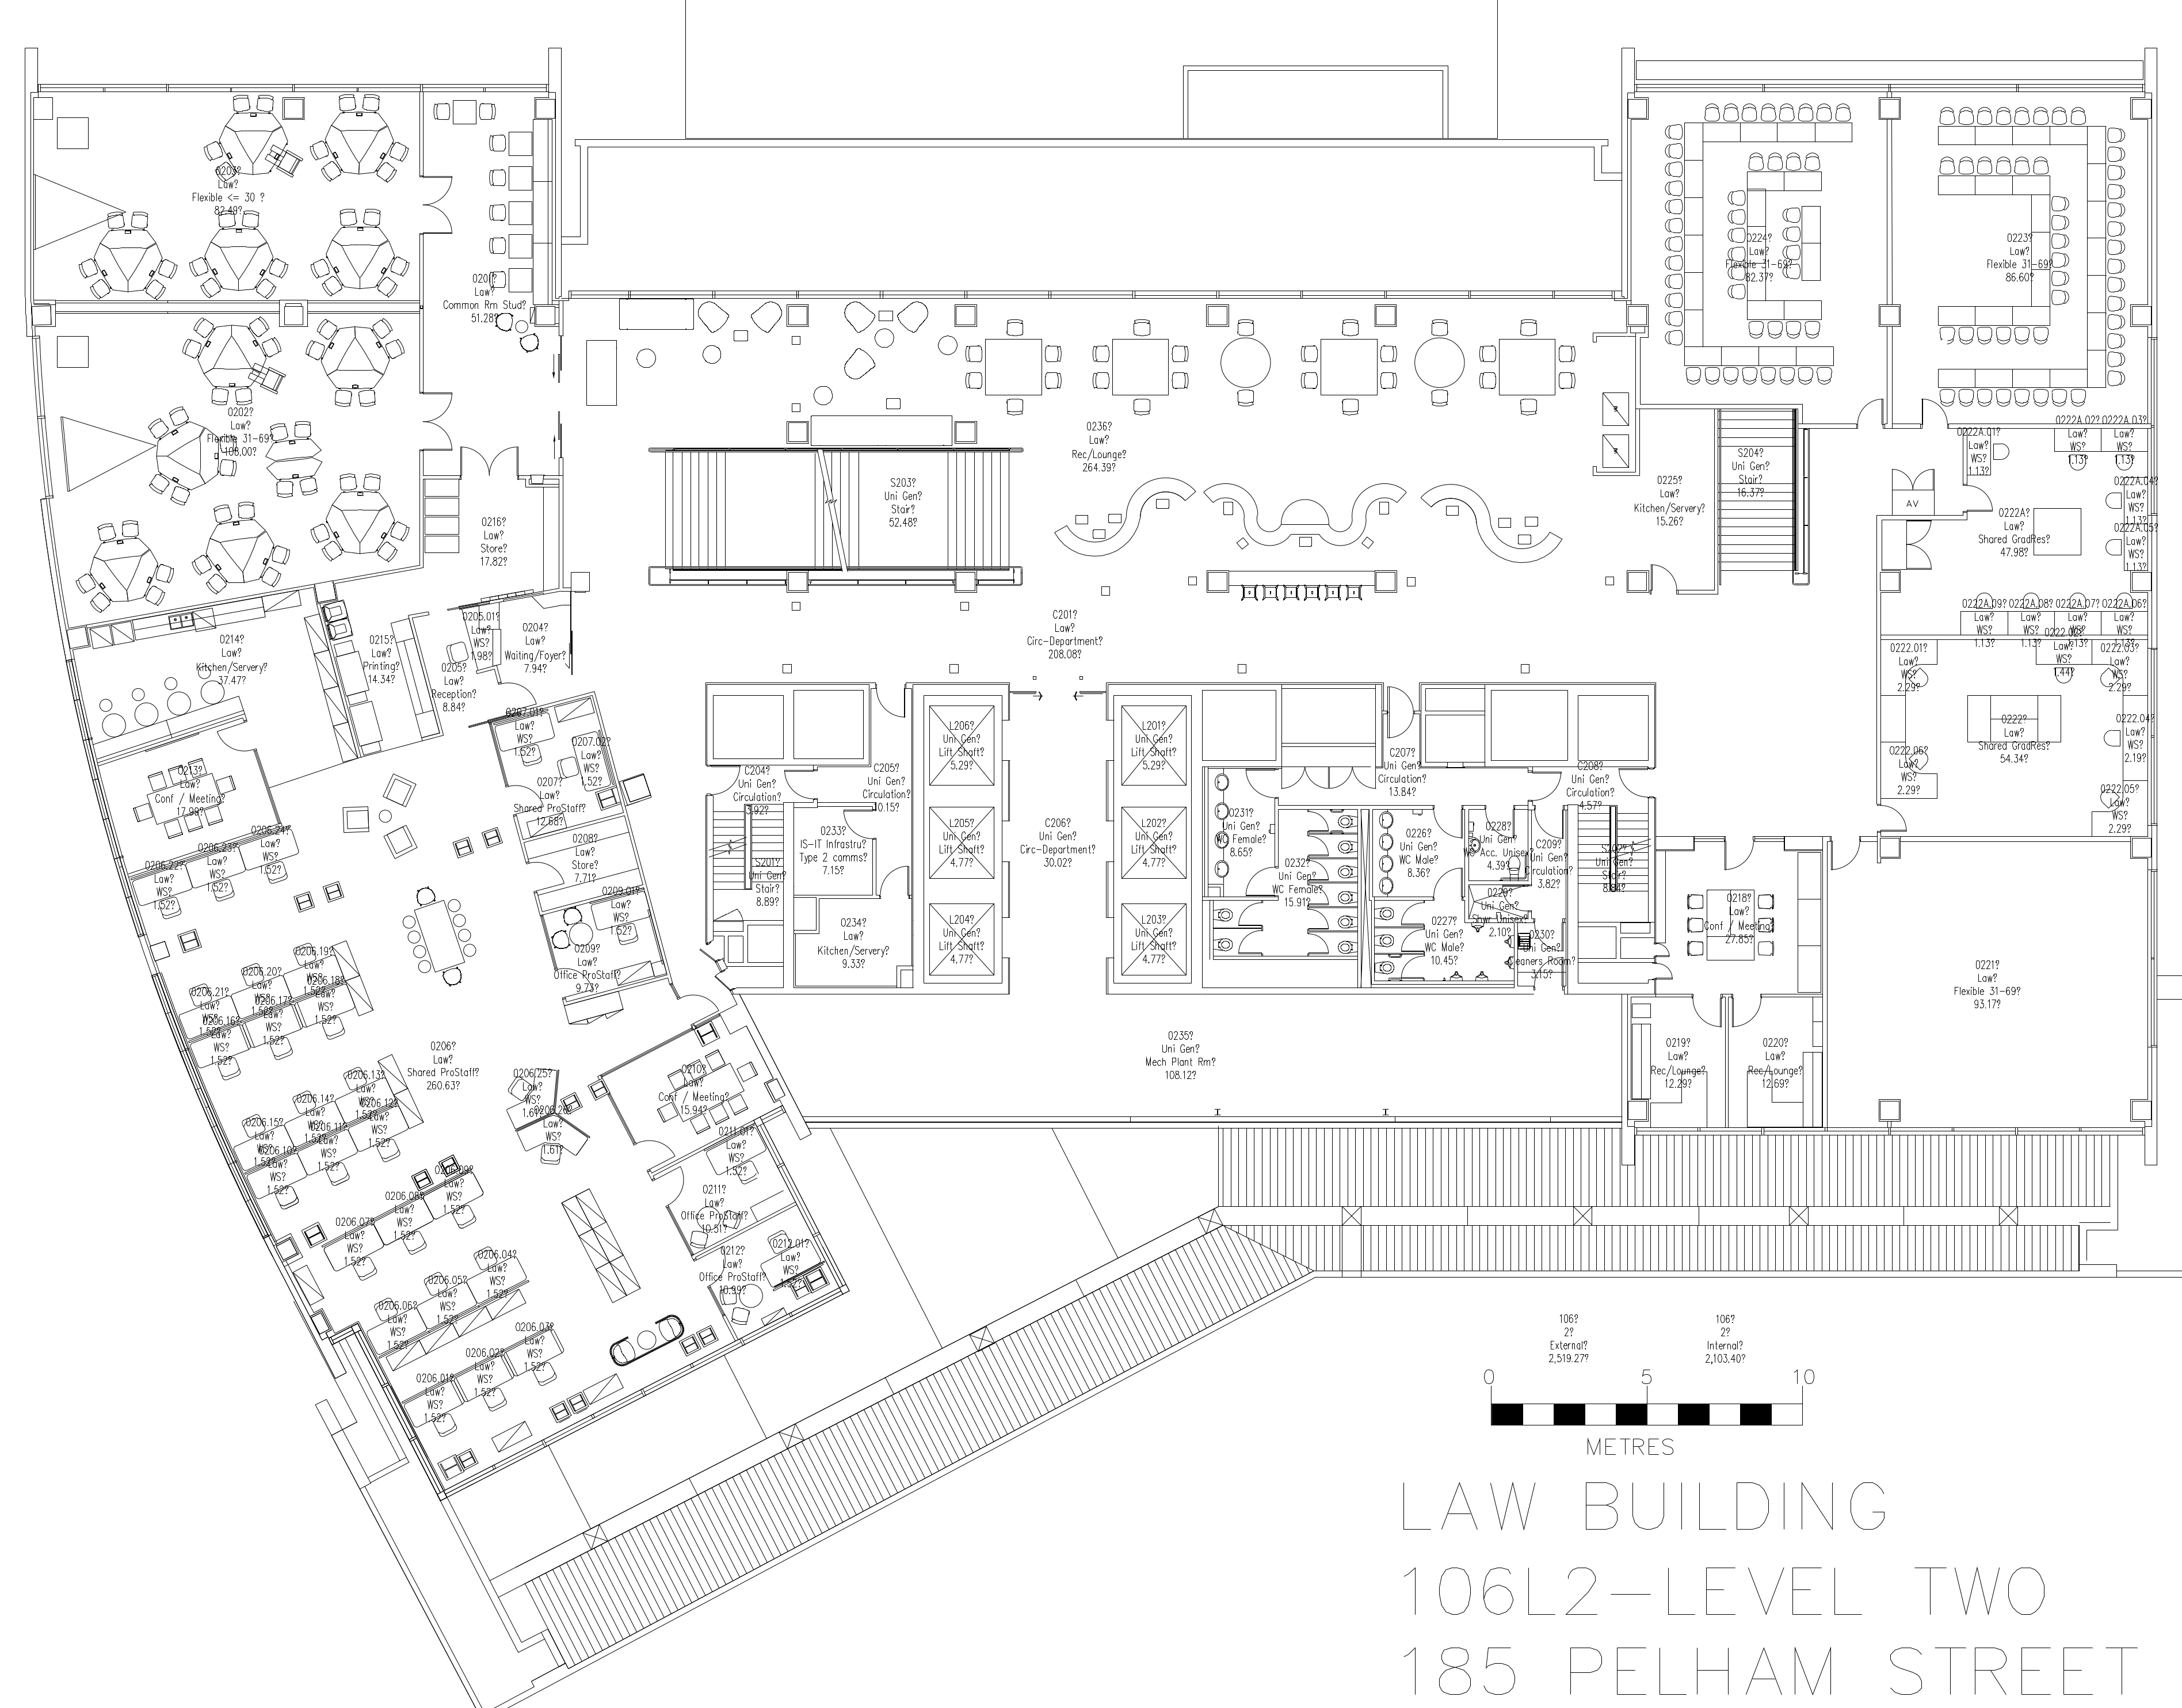 0203?
Law?
Flexible <= 30 ?
82.49?
0201?
Law?
Common Rm Stud?
51.28?
0202?
Law?
Flexible 31-69?
108.00?
0216?
Law?
Store?
17.82?
0236?
Law?
Rec/Lounge?
264.39?
S203?
Uni Gen?
Stair?
52.48?
0224?
Law?
Flexible 31-69?
82.37?
0223?
Law?
Flexible 31-69?
86.60?
0225?
Law?
Kitchen/Servery?
15.26?
S204?
Uni Gen?
Stair?
16.37?
AV
0222A.01?
Law?
WS?
1.13?
0222A.02?
Law?
WS?
1.13?
0222A.03?
Law?
WS?
1.13?
0222A.04?
Law?
WS?
1.13?
0222A.05?
Law?
WS?
1.13?
0222A?
Law?
Shared GradRes?
47.98?
0222A.09?
Law?
WS?
1.13?
0222A.08?
Law?
WS?
1.13?
0222A.07?
Law?
WS?
1.13?
0222A.06?
Law?
WS?
1.13?
0222.01?
Law?
WS?
2.29?
Law?
WS?
1.44?
0222.03?
Law?
WS?
2.29?
0222?
Law?
Shared GradRes?
54.34?
0222.04?
Law?
WS?
2.19?
0222.06?
Law?
WS?
2.29?
0222.05?
Law?
WS?
2.29?
C201?
Law?
Circ-Department?
208.08?
0214?
Law?
Kitchen/Servery?
37.47?
0215?
Law?
Printing?
14.34?
0205.01?
Law?
WS?
1.98?
0204?
Law?
Waiting/Foyer?
7.94?
0205?
Law?
Reception?
8.84?
0207.01?
Law?
WS?
1.52?
0207.02?
Law?
WS?
1.52?
0207?
Law?
Shared ProStaff?
12.68?
0213?
Law?
Conf / Meeting?
17.99?
0208?
Law?
Store?
7.71?
0209.01?
Law?
WS?
1.52?
0209?
Law?
Office ProStaff?
9.73?
0206.24?
Law?
WS?
1.52?
0206.23?
Law?
WS?
1.52?
0206.22?
Law?
WS?
1.52?
C204?
Uni Gen?
Circulation?
C205?
Uni Gen?
Circulation?
10.15?
S201?
Uni Gen?
Stair?
8.89?
0233?
IS-IT Infrastru?
Type 2 comms?
7.15?
0234?
Law?
Kitchen/Servery?
9.33?
L206?
Uni Gen?
Lift Shaft?
5.29?
L205?
Uni Gen?
Lift Shaft?
4.77?
L204?
Uni Gen?
Lift Shaft?
4.77?
C206?
Uni Gen?
Circ-Department?
30.02?
L201?
Uni Gen?
Lift Shaft?
5.29?
L202?
Uni Gen?
Lift Shaft?
4.77?
L203?
Uni Gen?
Lift Shaft?
4.77?
0231?
Uni Gen?
WC Female?
8.65?
0232?
Uni Gen?
WC Female?
15.91?
C207?
Uni Gen?
Circulation?
13.84?
0226?
Uni Gen?
WC Male?
8.36?
0227?
Uni Gen?
WC Male?
10.45?
0228?
Uni Gen?
WC Acc. Unisex?
4.39?
0229?
Uni Gen?
Shwr Unisex?
2.10?
C208?
Uni Gen?
Circulation?
4.57?
C209?
Uni Gen?
Circulation?
3.82?
0230?
Uni Gen?
Cleaners Room?
3.15?
S202?
Uni Gen?
Stair?
8.84?
0218?
Law?
Conf / Meeting?
27.85?
0221?
Law?
Flexible 31-69?
93.17?
0219?
Law?
Rec/Lounge?
12.29?
0220?
Law?
Rec/Lounge?
12.69?
0235?
Uni Gen?
Mech Plant Rm?
108.12?
0206.19?
WS?
1.52?
0206.20?
Law?
WS?
1.52?
0206.21?
Law?
WS?
1.52?
0206.18?
Law?
WS?
1.52?
0206.17?
Law?
WS?
1.52?
0206.16?
Law?
WS?
1.52?
0206?
Law?
Shared ProStaff?
260.63?
0206.13?
Law?
WS?
1.52?
0206.14?
Law?
WS?
1.52?
0206.15?
Law?
WS?
1.52?
0206.12?
Law?
WS?
1.52?
0206.11?
Law?
WS?
1.52?
0206.10?
Law?
WS?
1.52?
0206.25?
Law?
WS?
1.61?
0206.26?
Law?
WS?
1.61?
0210?
Law?
Conf / Meeting?
15.94?
0211.01?
Law?
WS?
1.52?
0211?
Law?
Office ProStaff?
10.51?
0212?
Law?
Office ProStaff?
10.99?
0212.01?
Law?
WS?
1.52?
0206.09?
Law?
WS?
1.52?
0206.08?
Law?
WS?
1.52?
0206.07?
Law?
WS?
1.52?
0206.04?
Law?
WS?
1.52?
0206.05?
Law?
WS?
1.52?
0206.06?
Law?
WS?
1.52?
0206.03?
Law?
WS?
1.52?
0206.02?
Law?
WS?
1.52?
0206.01?
Law?
WS?
1.52?
106?
2?
External?
2,519.27?
106?
2?
Internal?
2,103.40?
0 5 10
METRES
LAW BUILDING
106L2-LEVEL TWO
185 PELHAM STREET